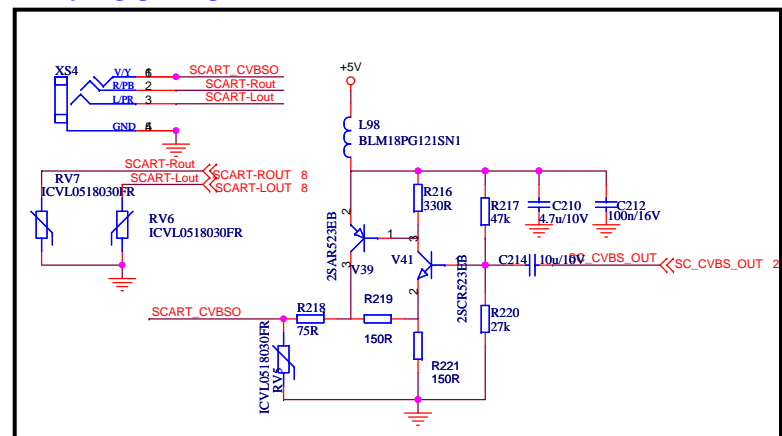 XS4
V/Y
R/PB 2
L/PR 3
GND
SCART_CVBSO
SCART-Rout
SCART-Lout
+5V
L98
BLM18PG121SN1
SCART-Rout
SCART-Lout
SCART-ROUT 8
SCART-LOUT 8
RV7
ICVL0518030FR
RV6
ICVL0518030FR
R216
330R
R217
47k
C210
4.7u/10V
C212
100n/16V
2
1
3
2SAR523EB
V39
3
V41
1
2
2SCR523EB
C214
10u/10V
SC_CVBS_OUT
SC_CVBS_OUT 2
SCART_CVBSO
R218
75R
R219
150R
R220
27k
R221
150R
ICVL0518030FR
RV5